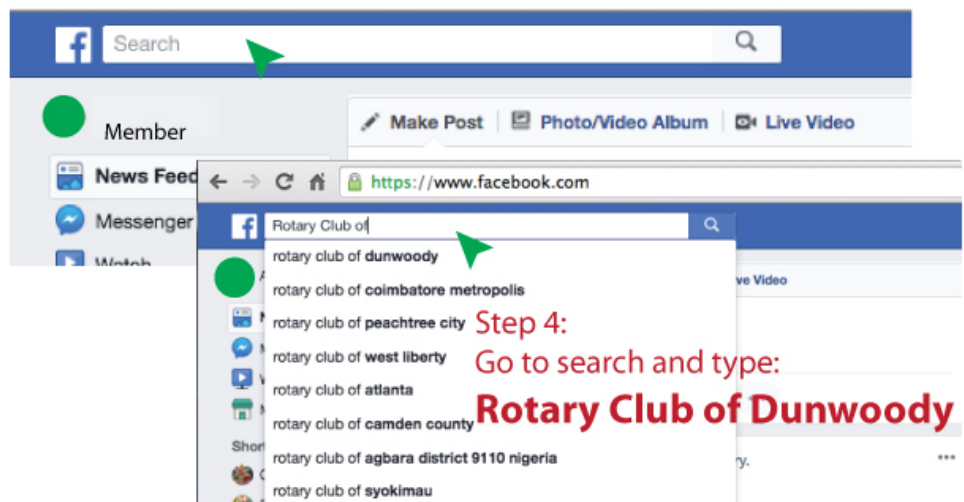 f Search
Member
Make Post Photo/Video Album Live Video
News Feed
https://www.facebook.com
Messenger
f Rotary Club of
rotary club of dunwoody
ve Video
rotary club of coimbatore metropolis
rotary club of peachtree city
Step 4:
rotary club of west liberty
Go to search and type:
rotary club of atlanta
Rotary Club of Dunwoody
rotary club of camden county
Shor
rotary club of agbara district 9110 nigeria
ry.
rotary club of syokimau